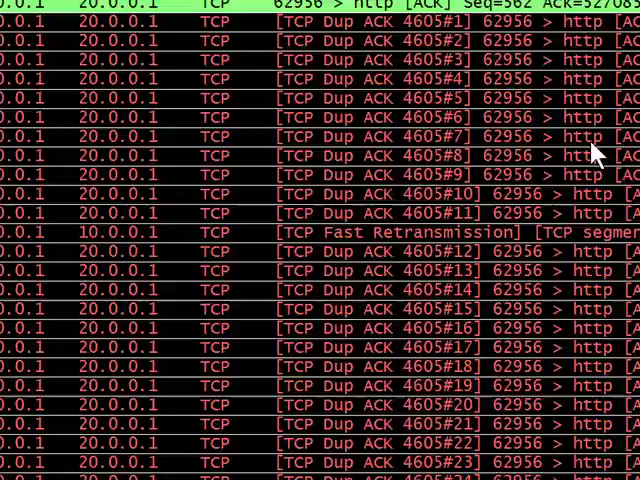 0.0.1 20.0.0.1 TCP 62956 > http [ACK] Seq=562 Ack=527085
0.0.1 20.0.0.1 TCP [TCP Dup ACK 4605#1] 62956 > http [AC
0.0.1 20.0.0.1 TCP [TCP Dup ACK 4605#2] 62956 > http [AC
0.0.1 20.0.0.1 TCP [TCP Dup ACK 4605#3] 62956 > http [AC
0.0.1 20.0.0.1 TCP [TCP Dup ACK 4605#4] 62956 > http [AC
0.0.1 20.0.0.1 TCP [TCP Dup ACK 4605#5] 62956 > http [AC
0.0.1 20.0.0.1 TCP [TCP Dup ACK 4605#6] 62956 > http [AC
0.0.1 20.0.0.1 TCP [TCP Dup ACK 4605#7] 62956 > http [AC
0.0.1 20.0.0.1 TCP [TCP Dup ACK 4605#8] 62956 > http [AC
0.0.1 20.0.0.1 TCP [TCP Dup ACK 4605#9] 62956 > http [AC
0.0.1 20.0.0.1 TCP [TCP Dup ACK 4605#10] 62956 > http [A
0.0.1 20.0.0.1 TCP [TCP Dup ACK 4605#11] 62956 > http [A
0.0.1 10.0.0.1 TCP [TCP Fast Retransmission] [TCP segmen
0.0.1 20.0.0.1 TCP [TCP Dup ACK 4605#12] 62956 > http [A
0.0.1 20.0.0.1 TCP [TCP Dup ACK 4605#13] 62956 > http [A
0.0.1 20.0.0.1 TCP [TCP Dup ACK 4605#14] 62956 > http [A
0.0.1 20.0.0.1 TCP [TCP Dup ACK 4605#15] 62956 > http [A
0.0.1 20.0.0.1 TCP [TCP Dup ACK 4605#16] 62956 > http [A
0.0.1 20.0.0.1 TCP [TCP Dup ACK 4605#17] 62956 > http [A
0.0.1 20.0.0.1 TCP [TCP Dup ACK 4605#18] 62956 > http [A
0.0.1 20.0.0.1 TCP [TCP Dup ACK 4605#19] 62956 > http [A
0.0.1 20.0.0.1 TCP [TCP Dup ACK 4605#20] 62956 > http [A
0.0.1 20.0.0.1 TCP [TCP Dup ACK 4605#21] 62956 > http [A
0.0.1 20.0.0.1 TCP [TCP Dup ACK 4605#22] 62956 > http [A
0.0.1 20.0.0.1 TCP [TCP Dup ACK 4605#23] 62956 > http [A